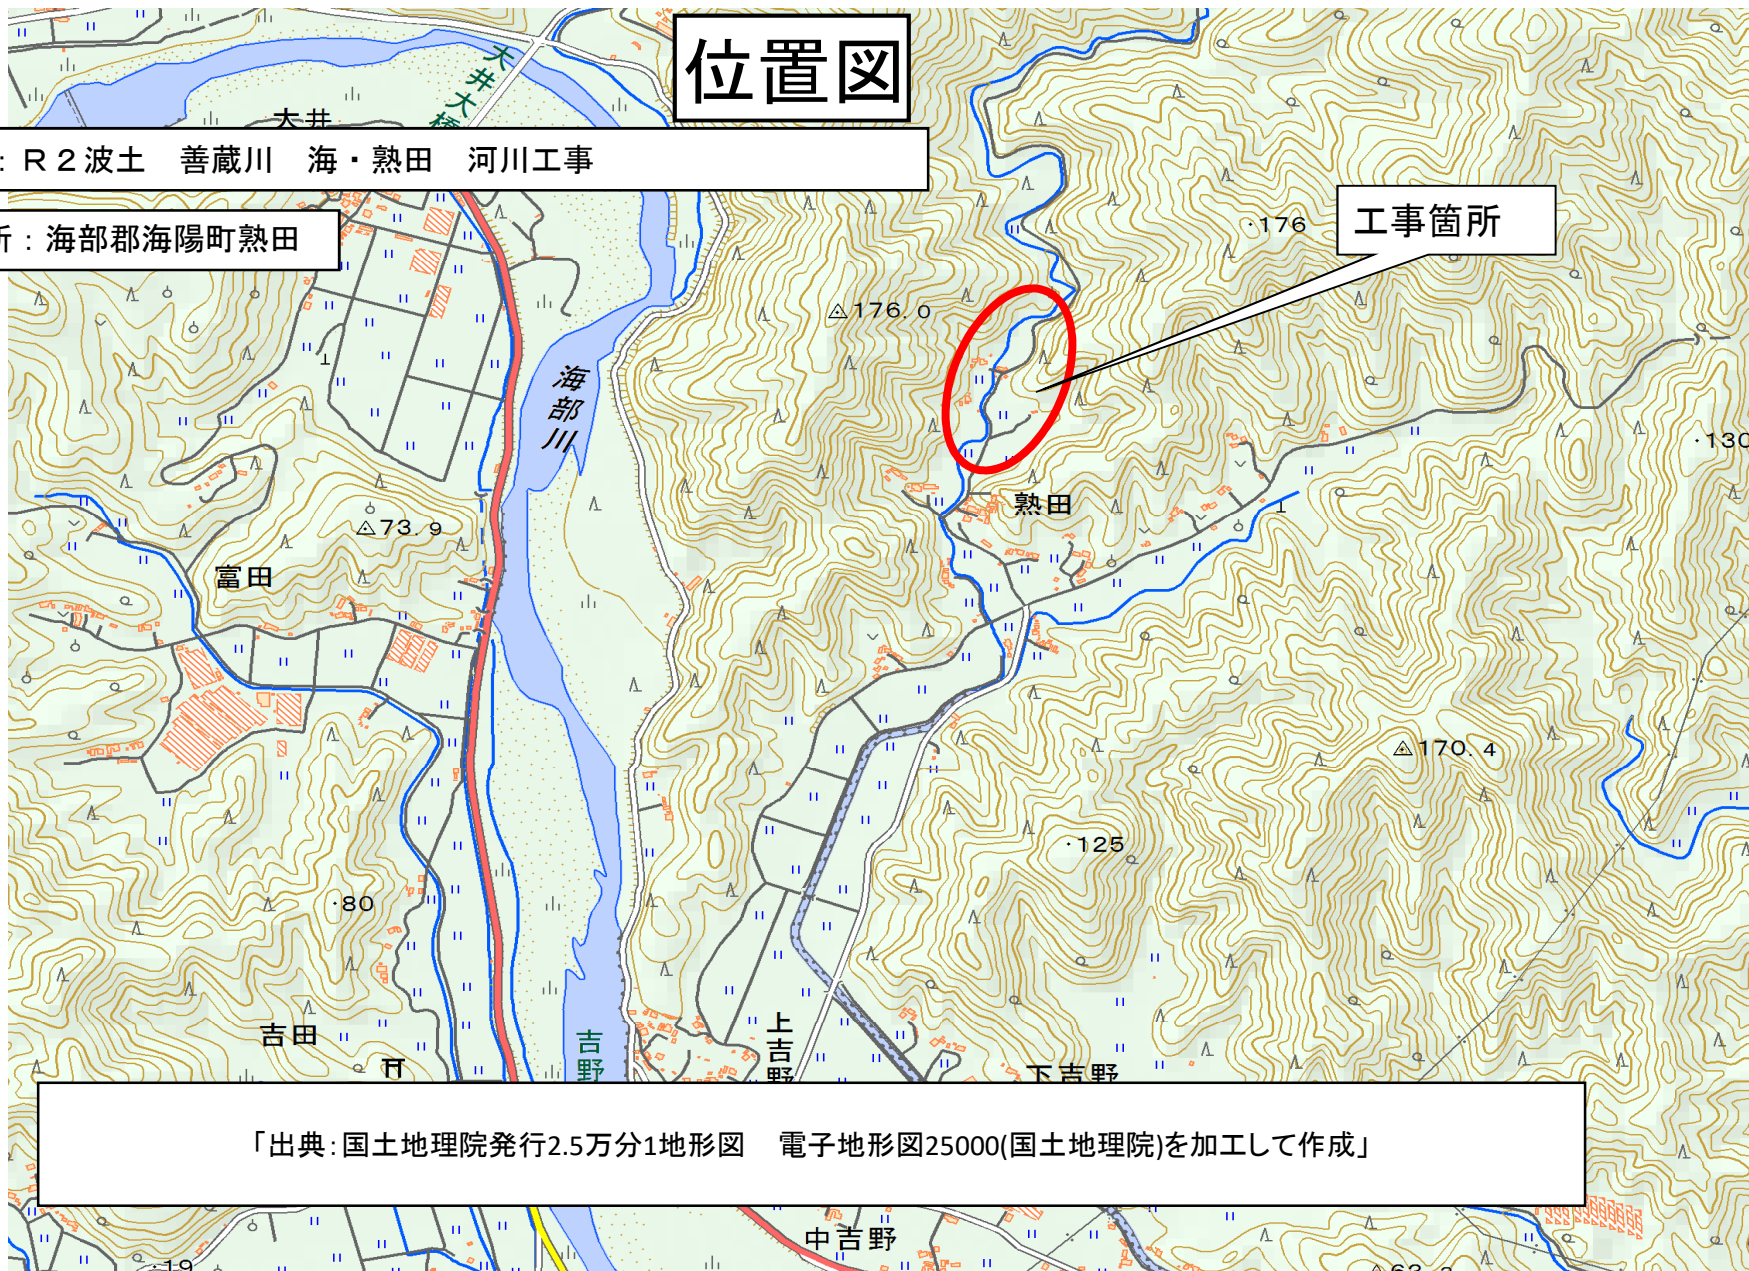 位置図
大井大橋
大井
：Ｒ２波土　善蔵川　海・熟田　河川工事
所：海部郡海陽町熟田
工事箇所
176
176.0
海部川
130
熟田
73.9
富田
170.4
125
80
吉田
吉野
上吉野
下吉野
「出典：国土地理院発行2.5万分1地形図　電子地形図25000(国土地理院)を加工して作成」
中吉野
19